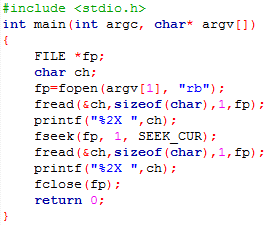 #include <stdio.h>
int main(int argc, char* argv[])
{
FILE *fp;
char ch;
fp=fopen(argv[1], "rb");
fread(&ch,sizeof(char),1,fp);
printf("%2X ",ch);
fseek(fp, 1, SEEK_CUR);
fread(&ch,sizeof(char),1,fp);
printf("%2X ",ch);
fclose(fp);
return 0;
}